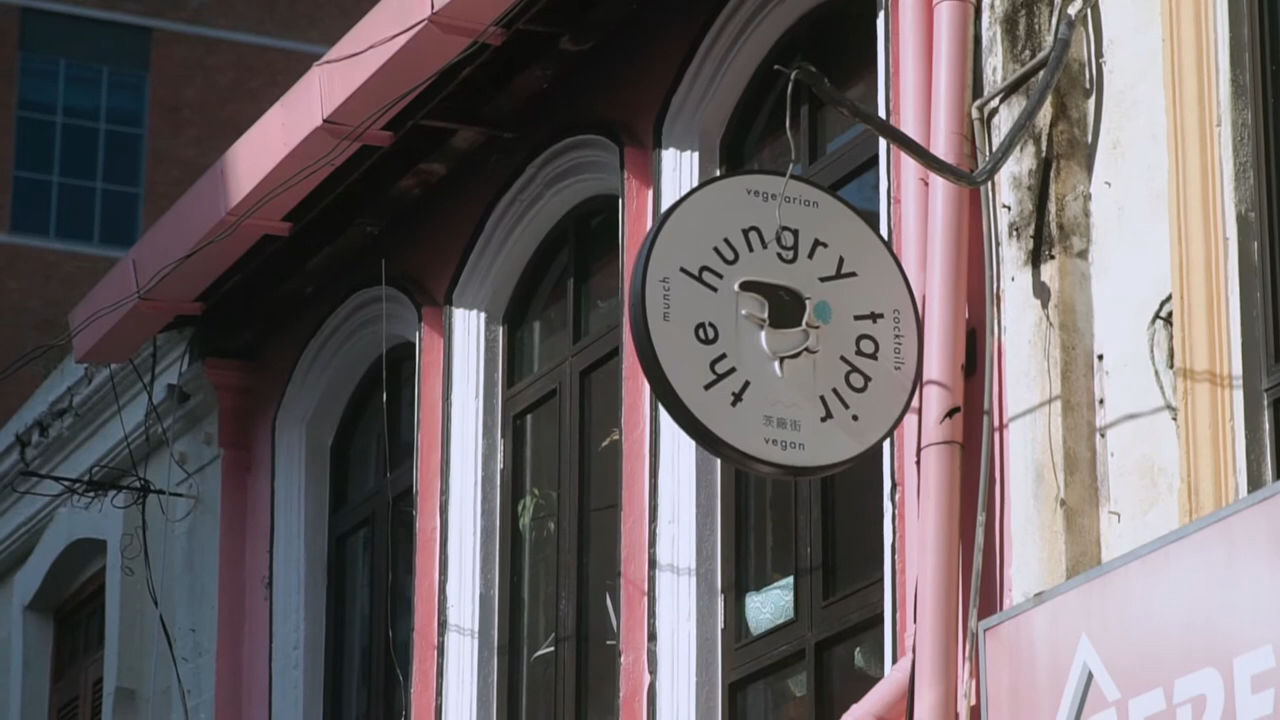 vegetarian
the hungry tapir
munch
cocktails
茨廠街
vegan